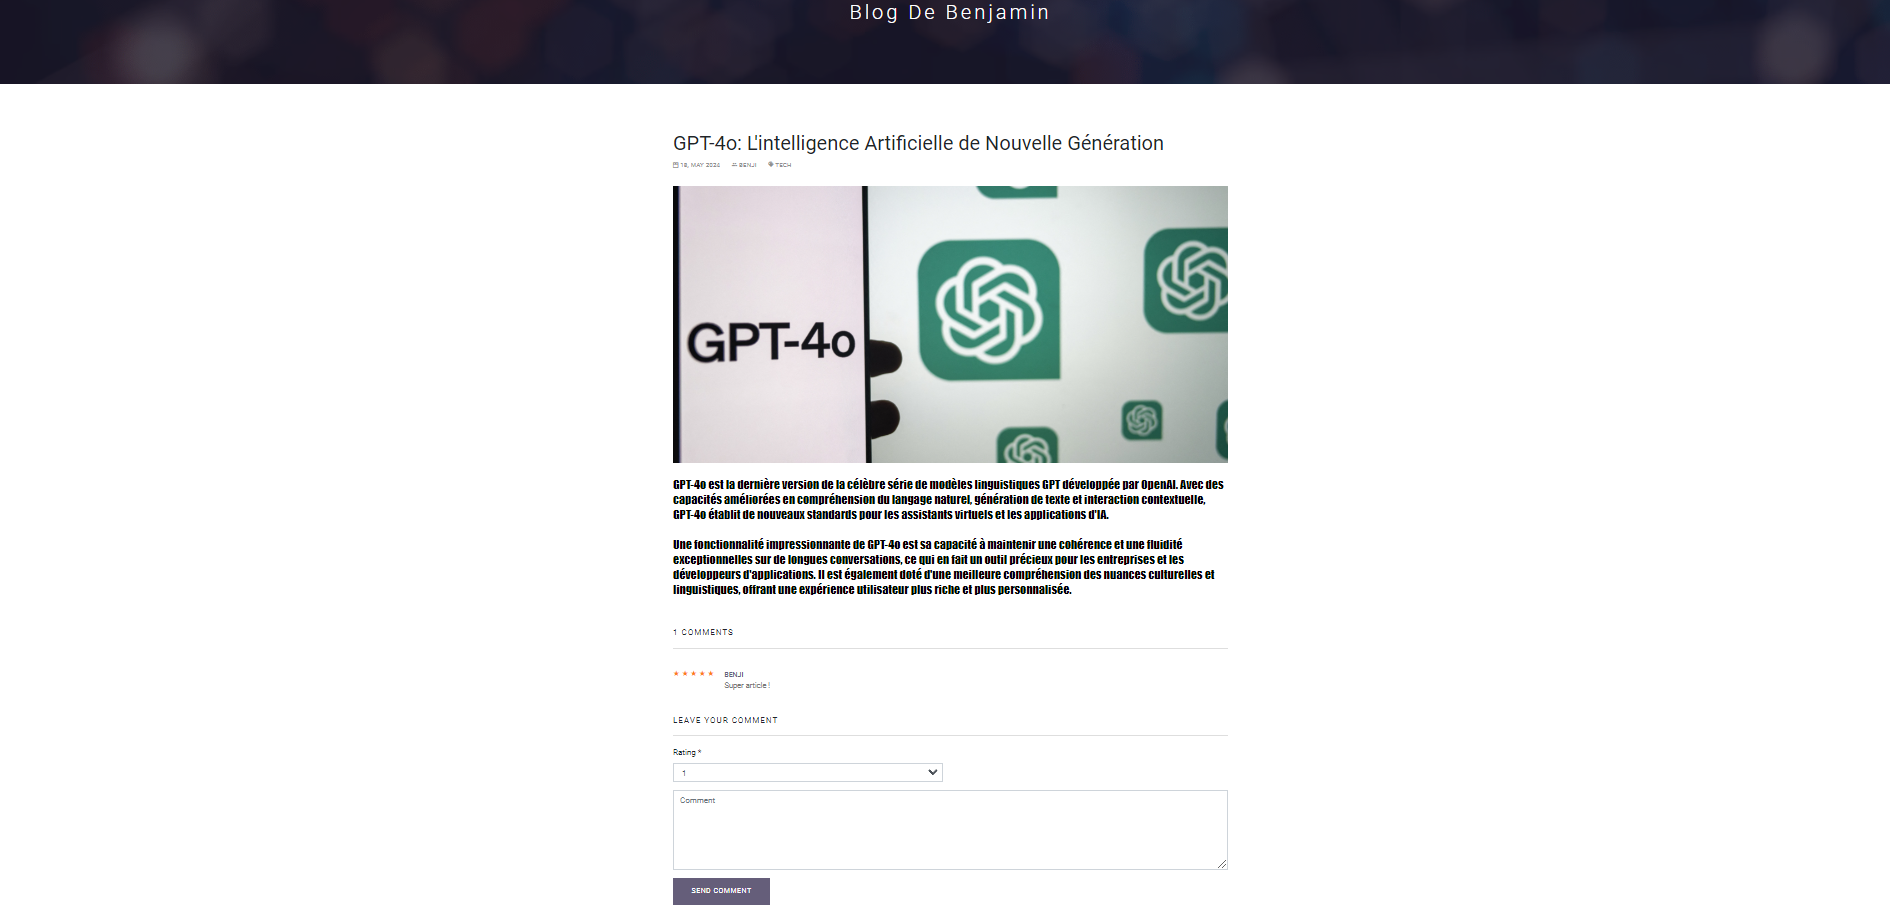 Blog De Benjamin
GPT-4o: L'intelligence Artificielle de Nouvelle Génération
18, MAY 2024 BENJI TECH
GPT-4o
GPT-4o est la dernière version de la célèbre série de modèles linguistiques GPT développée par OpenAI. Avec des
capacités améliorées en compréhension du langage naturel, génération de texte et interaction contextuelle,
GPT-4o établit de nouveaux standards pour les assistants virtuels et les applications d'IA.
Une fonctionnalité impressionnante de GPT-4o est sa capacité à maintenir une cohérence et une fluidité
exceptionnelles sur de longues conversations, ce qui en fait un outil précieux pour les entreprises et les
développeurs d'applications. Il est également doté d'une meilleure compréhension des nuances culturelles et
linguistiques, offrant une expérience utilisateur plus riche et plus personnalisée.
1 COMMENTS
★ ★ ★ ★ ★ BENJI
Super article !
LEAVE YOUR COMMENT
Rating *
1
Comment
SEND COMMENT